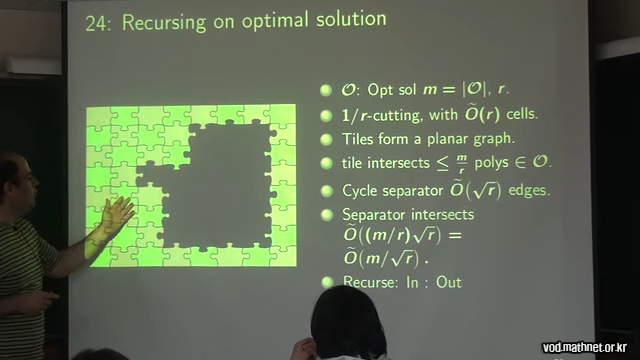 24: Recursing on optimal solution
𝒪: Opt sol m = |𝒪|, r.
1/r-cutting, with Õ(r) cells.
Tiles form a planar graph.
tile intersects ≤ m/r polys ∈ 𝒪.
Cycle separator Õ(√r) edges.
Separator intersects
Õ((m/r)√r) =
Õ(m/√r).
Recurse: In : Out
vod.mathnet.or.kr